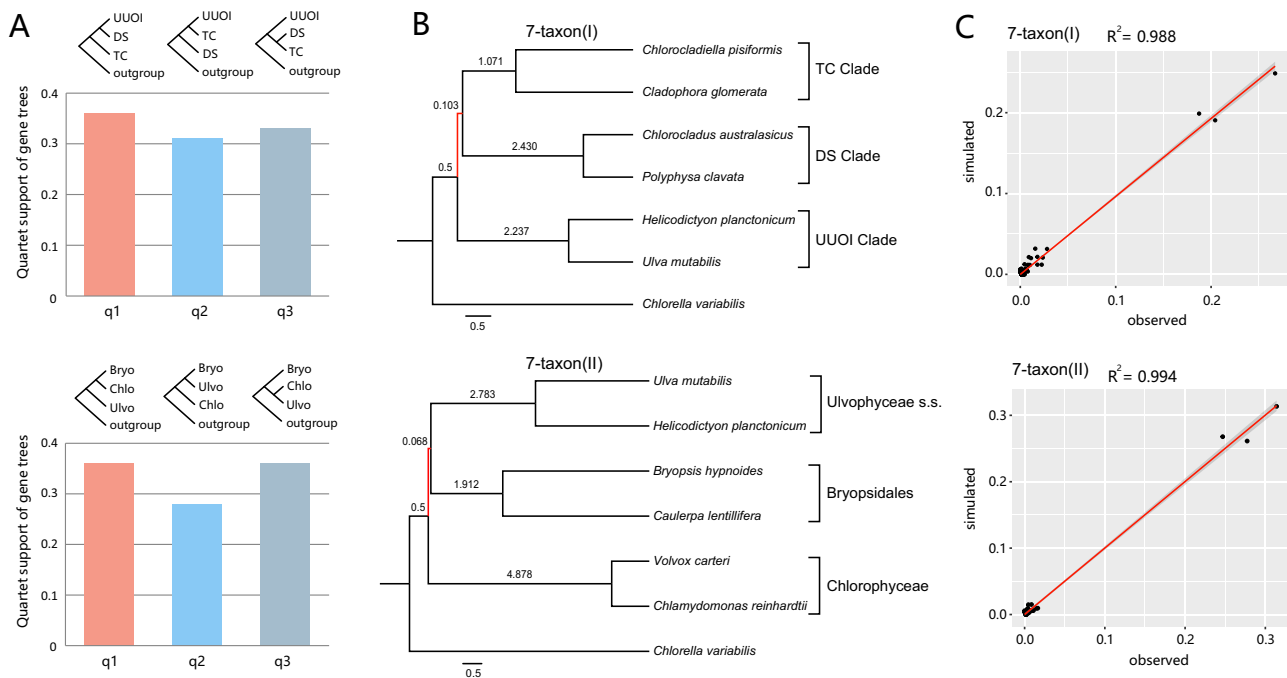 A
UUOI
DS
TC
outgroup
UUOI
TC
DS
outgroup
UUOI
DS
TC
outgroup
Quartet support of gene trees
0.4
0.3
0.2
0.1
0
q1 q2 q3
Bryo
Chlo
Ulvo
outgroup
Bryo
Ulvo
Chlo
outgroup
Bryo
Chlo
Ulvo
outgroup
Quartet support of gene trees
0.4
0.3
0.2
0.1
0
q1 q2 q3
B
7-taxon(I)
1.071
0.103
2.430
0.5
2.237
Chlorocladiella pisiformis
Cladophora glomerata
Chlorocladus australasicus
Polyphysa clavata
Helicodictyon planctonicum
Ulva mutabilis
Chlorella variabilis
TC Clade
DS Clade
UUOI Clade
0.5
7-taxon(II)
2.783
0.068
1.912
0.5
4.878
Ulva mutabilis
Helicodictyon planctonicum
Bryopsis hypnoides
Caulerpa lentillifera
Volvox carteri
Chlamydomonas reinhardtii
Chlorella variabilis
Ulvophyceae s.s.
Bryopsidales
Chlorophyceae
0.5
C
7-taxon(I) R² = 0.988
simulated
0.2
0.1
0.0
0.0 0.1 0.2
observed
7-taxon(II) R² = 0.994
simulated
0.3
0.2
0.1
0.0
0.0 0.1 0.2 0.3
observed